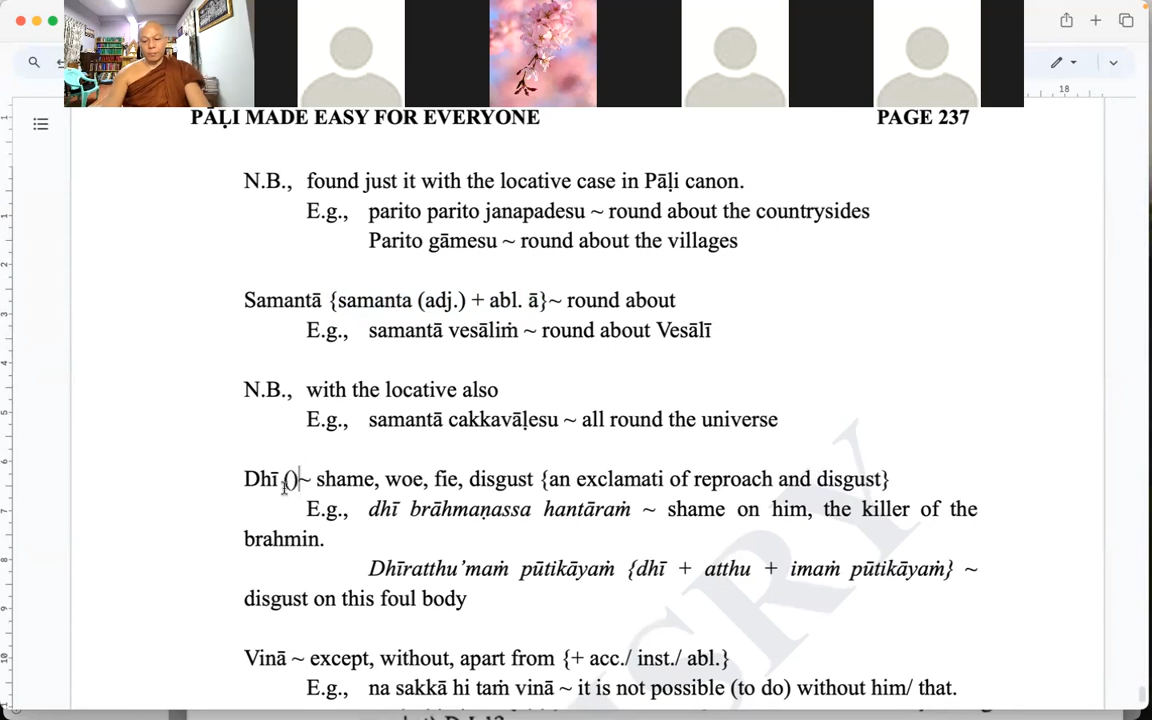 18
PĀḶI MADE EASY FOR EVERYONE PAGE 237
N.B., found just it with the locative case in Pāḷi canon.
E.g., parito parito janapadesu ~ round about the countrysides
Parito gāmesu ~ round about the villages
Samantā {samanta (adj.) + abl. ā}~ round about
E.g., samantā vesāliṁ ~ round about Vesālī
N.B., with the locative also
E.g., samantā cakkavāḷesu ~ all round the universe
Dhī ()~ shame, woe, fie, disgust {an exclamati of reproach and disgust}
E.g., dhī brāhmaṇassa hantāraṁ ~ shame on him, the killer of the
brahmin.
Dhīratthu’maṁ pūtikāyaṁ {dhī + atthu + imaṁ pūtikāyaṁ} ~
disgust on this foul body
Vinā ~ except, without, apart from {+ acc./ inst./ abl.}
E.g., na sakkā hi taṁ vinā ~ it is not possible (to do) without him/ that.
SRY